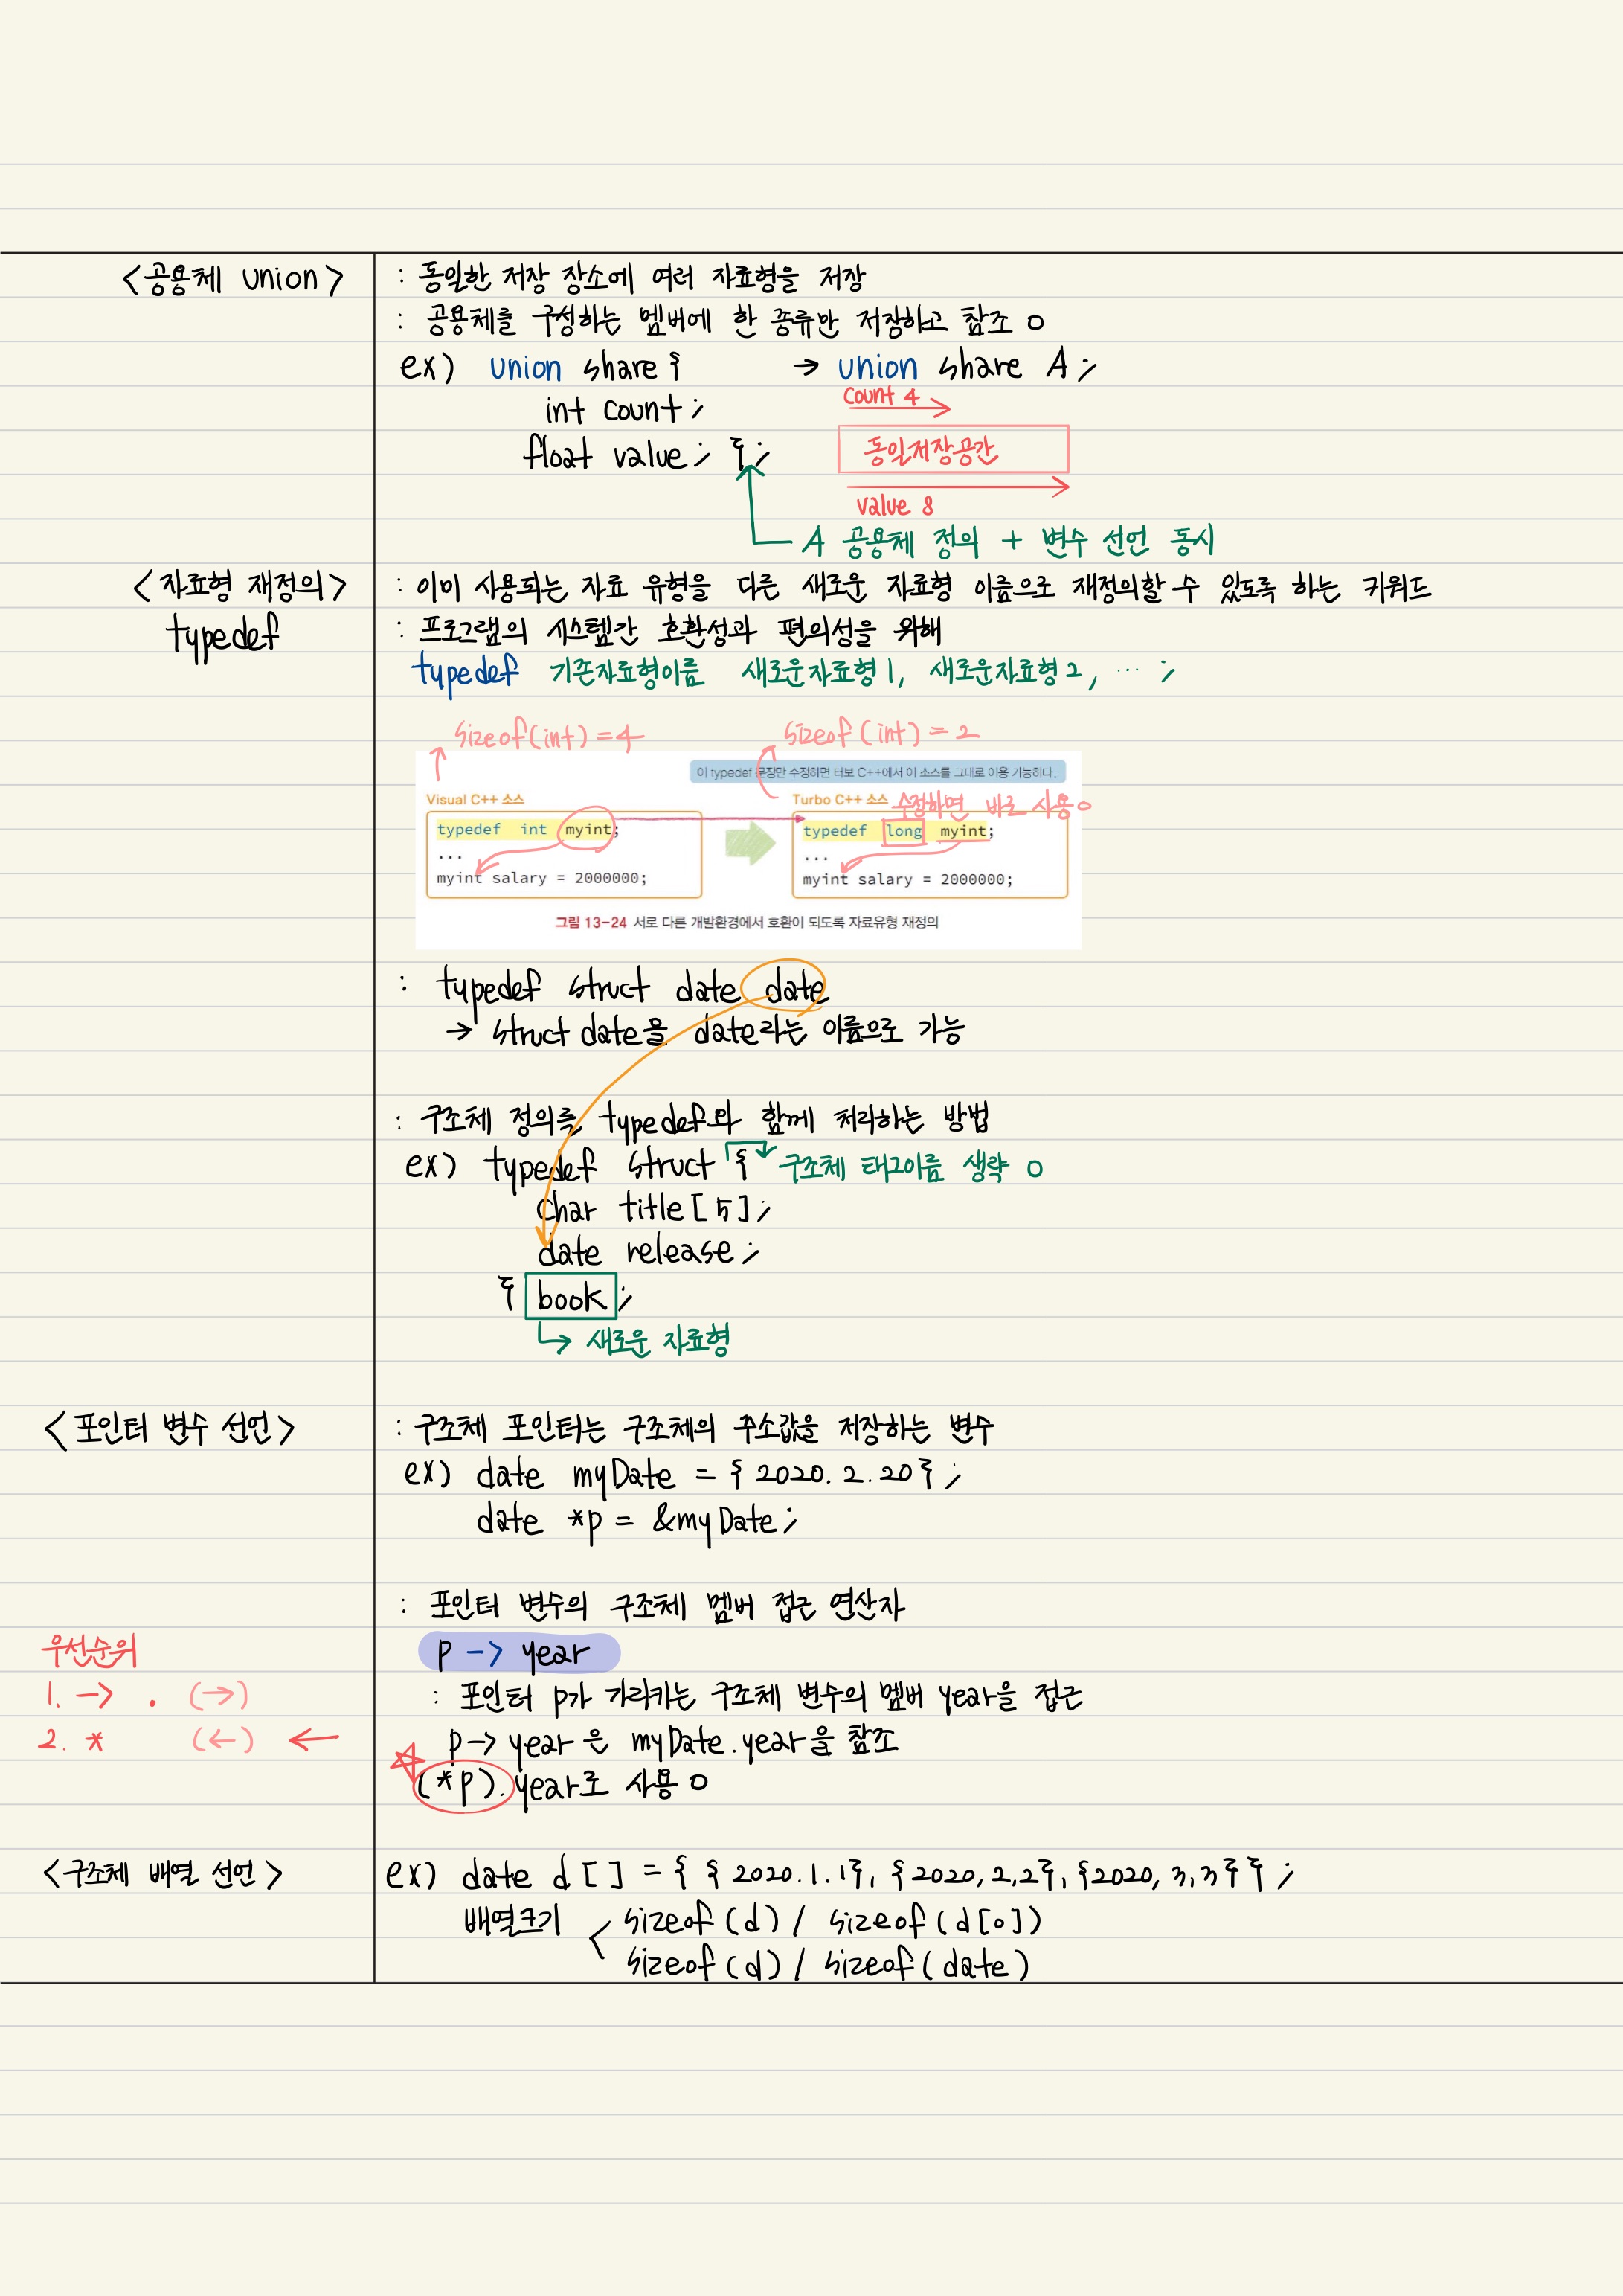 <공용체 union>
: 동일한 저장 장소에 여러 자료형을 저장
: 공용체를 구성하는 멤버에 한 종류만 저장하고 참조 O
ex) union share { → union share A;
int count;
float value; };
count 4
동일저장공간
value 8
A 공용체 정의 + 변수 선언 동시
<자료형 재정의>
typedef
: 이미 사용되는 자료 유형을 다른 새로운 자료형 이름으로 재정의할 수 있도록 하는 키워드
: 프로그램의 시스템간 호환성과 편의성을 위해
typedef 기존자료형이름 새로운자료형1, 새로운자료형2, … ;
sizeof(int) = 4
sizeof(int) = 2
이 typedef 문장만 수정하면 터보 C++에서 이 소스를 그대로 이용 가능하다.
Visual C++ 소스
typedef int myint;
...
myint salary = 2000000;
Turbo C++ 소스
수정하면 바로 사용 O
typedef long myint;
...
myint salary = 2000000;
그림 13-24 서로 다른 개발환경에서 호환이 되도록 자료유형 재정의
: typedef struct date date
→ struct date를 date라는 이름으로 가능
: 구조체 정의를 typedef와 함께 처리하는 방법
ex) typedef struct { 구조체 태그이름 생략 O
char title[5];
date release;
} book;
→ 새로운 자료형
<포인터 변수 선언>
: 구조체 포인터는 구조체의 주소값을 저장하는 변수
ex) date myDate = { 2020.2.20};
date *p = &myDate;
: 포인터 변수의 구조체 멤버 접근 연산자
p -> year
: 포인터 p가 가리키는 구조체 변수의 멤버 year을 접근
p→ year은 myDate.year을 참조
(*p).year로 사용 O
우선순위
1. → . (→)
2. * (←) ←
<구조체 배열 선언>
ex) date d[] = { { 2020.1.1}, {2020,2,2}, {2020, 3,3} };
배열크기 < sizeof(d) / sizeof(d[0])
sizeof(d) / sizeof(date)